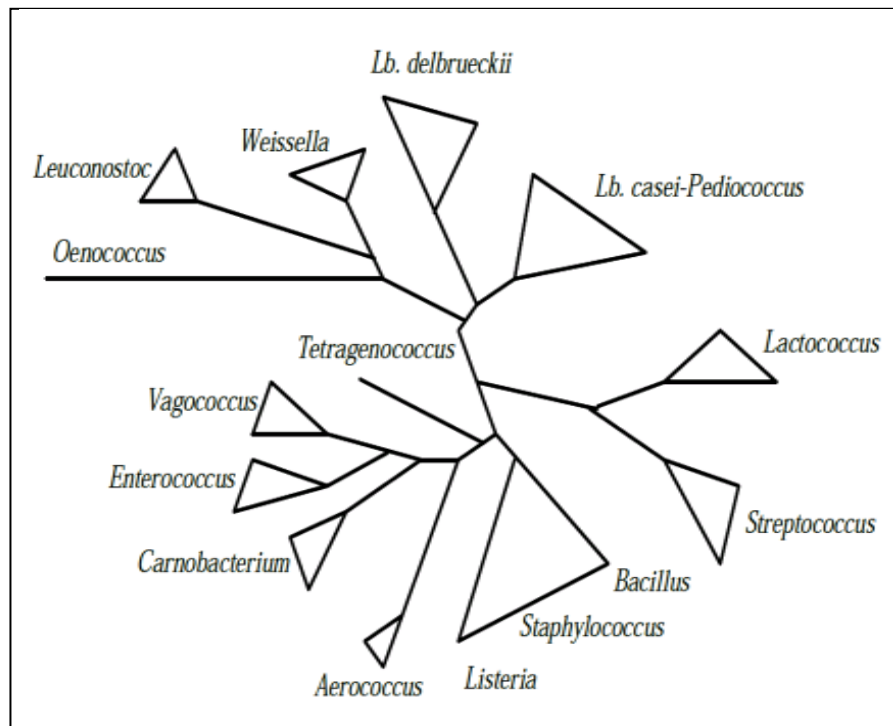 Lb. delbrueckii
Weissella
Leuconostoc
Lb. casei-Pediococcus
Oenococcus
Tetragenococcus
Lactococcus
Vagococcus
Enterococcus
Streptococcus
Carnobacterium
Bacillus
Staphylococcus
Listeria
Aerococcus